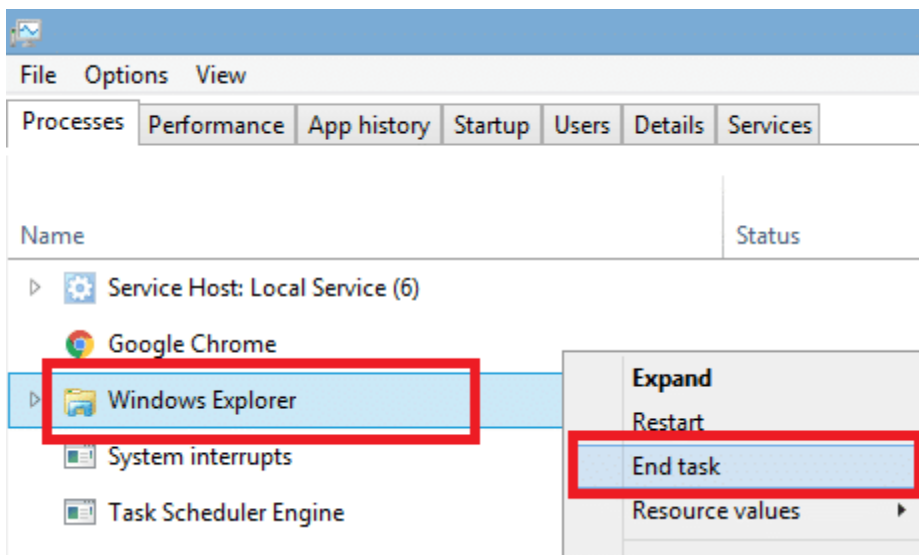 File Options View
Processes Performance App history Startup Users Details Services
Name Status
Service Host: Local Service (6)
Google Chrome
Expand
Windows Explorer
Restart
System interrupts
End task
Task Scheduler Engine
Resource values